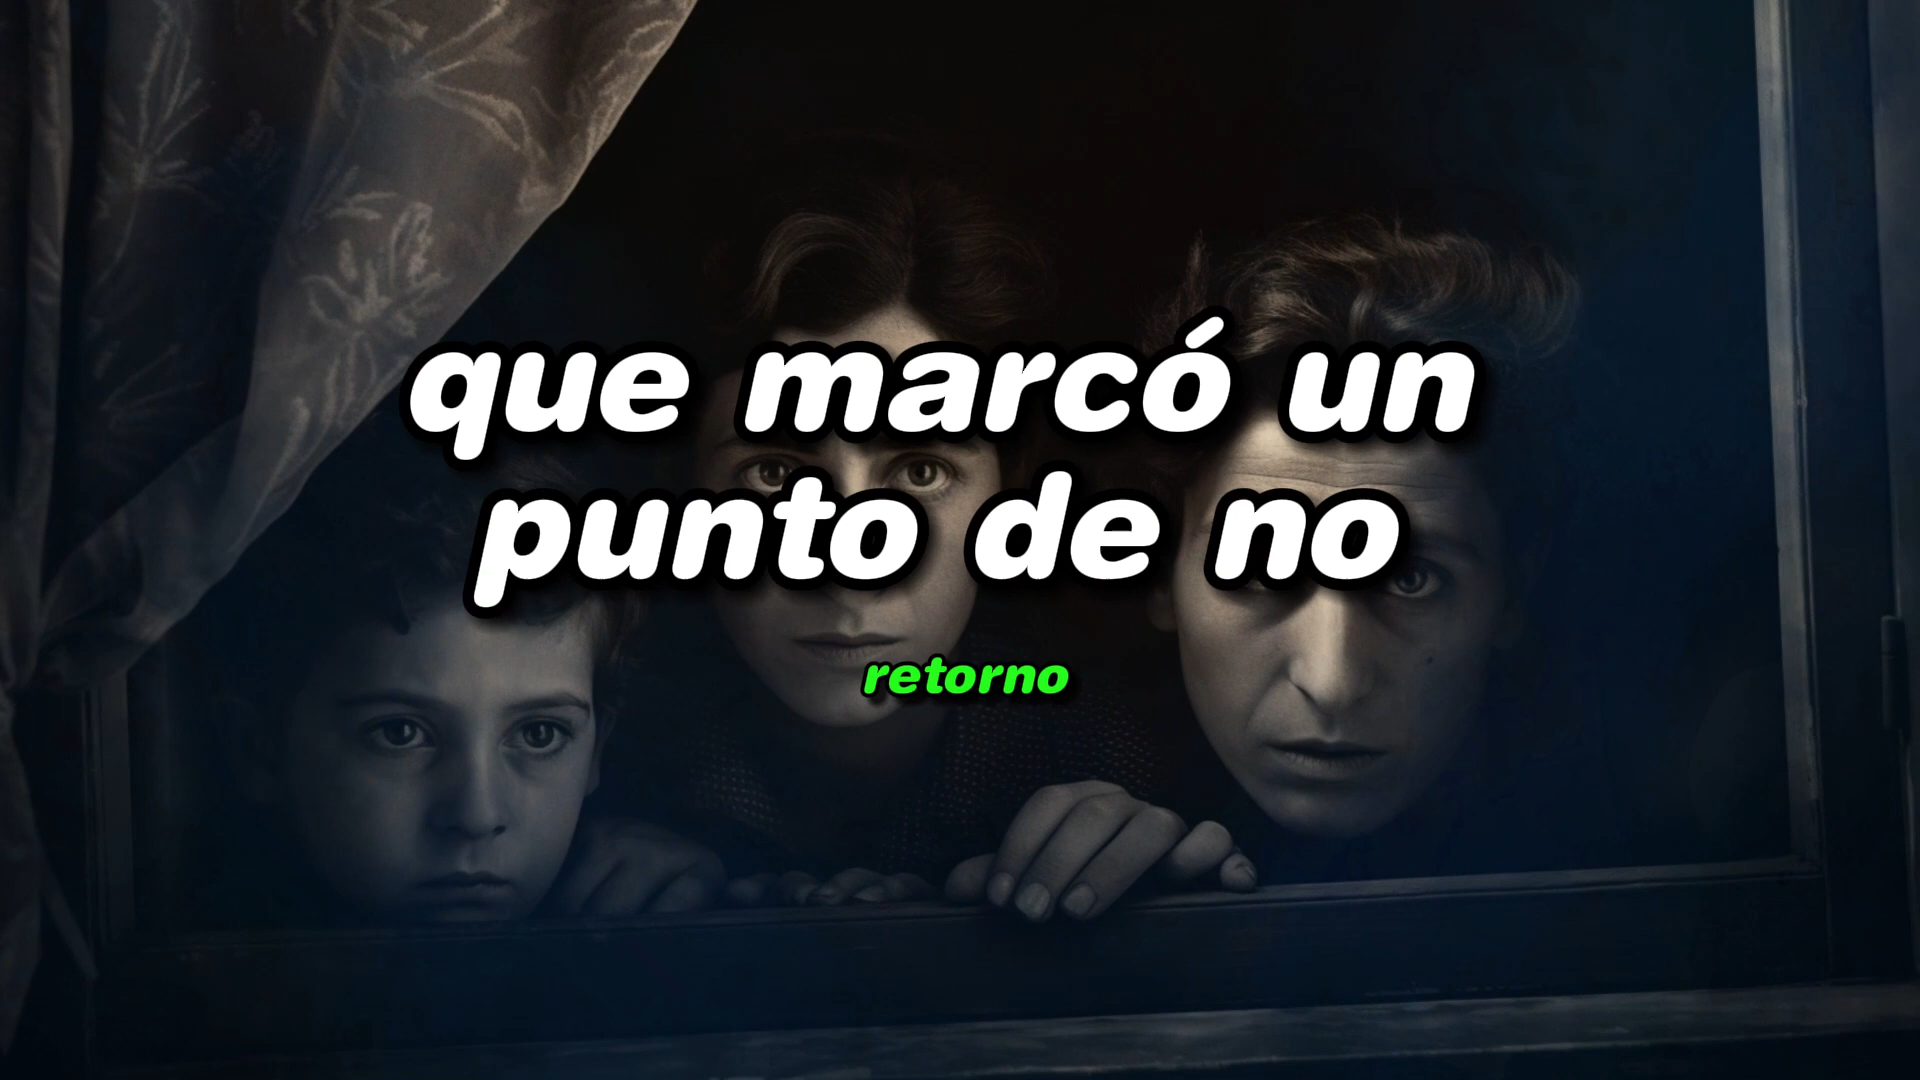 que marcó un
punto de no
retorno